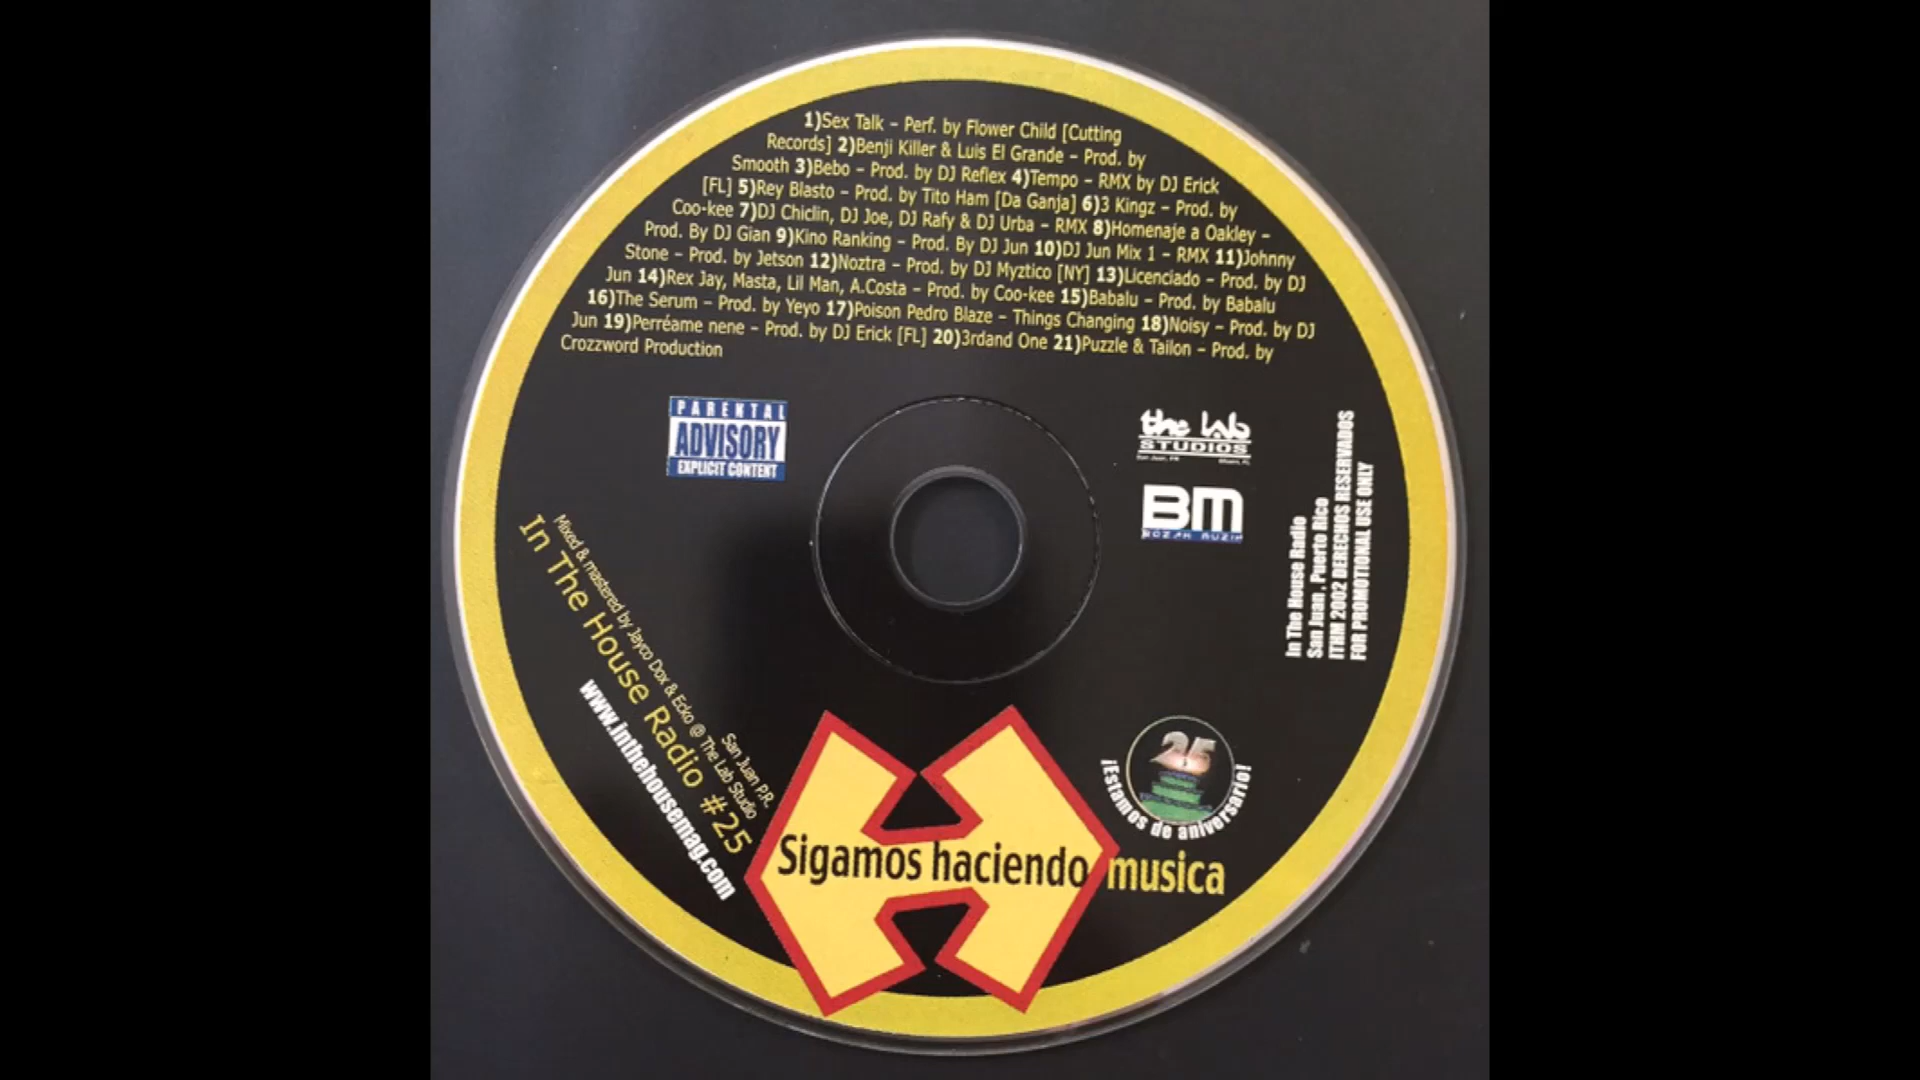 1)Sex Talk – Perf. by Flower Child [Cutting
Records] 2)Benji Killer & Luis El Grande – Prod. by
Smooth 3)Bebo – Prod. by DJ Reflex 4)Tempo – RMX by DJ Erick
[FL] 5)Rey Blasto – Prod. by Tito Ham [Da Ganja] 6)3 Kingz – Prod. by
Coo-kee 7)DJ Chiclin, DJ Joe, DJ Rafy & DJ Urba – RMX 8)Homenaje a Oakley –
Prod. By DJ Gian 9)Kino Ranking – Prod. By DJ Jun 10)DJ Jun Mix 1 – RMX 11)Johnny
Stone – Prod. by Jetson 12)Noztra – Prod. by DJ Myztico [NY] 13)Licenciado – Prod. by DJ
Jun 14)Rex Jay, Masta, Lil Man, A.Costa – Prod. by Coo-kee 15)Babalu – Prod. by Babalu
16)The Serum – Prod. by Yeyo 17)Poison Pedro Blaze – Things Changing 18)Noisy – Prod. by DJ
Jun 19)Perréame nene – Prod. by DJ Erick [FL] 20)3rdand One 21)Puzzle & Tailon – Prod. by
Crozzword Production
PARENTAL
ADVISORY
EXPLICIT CONTENT
the lab
STUDIOS
San Juan, PR Miami, FL
BM
BOZAK MUZIK
In The House Radio
San Juan , Puerto Rico
ITHM 2002 DERECHOS RESERVADOS
FOR PROMOTIONAL USE ONLY
San Juan P.R.
Mixed & mastered by Jayco Dox & Ecko @ The Lab Studio
In The House Radio #25
www.inthehousemag.com
25
¡Estamos de aniversario!
Sigamos haciendo musica